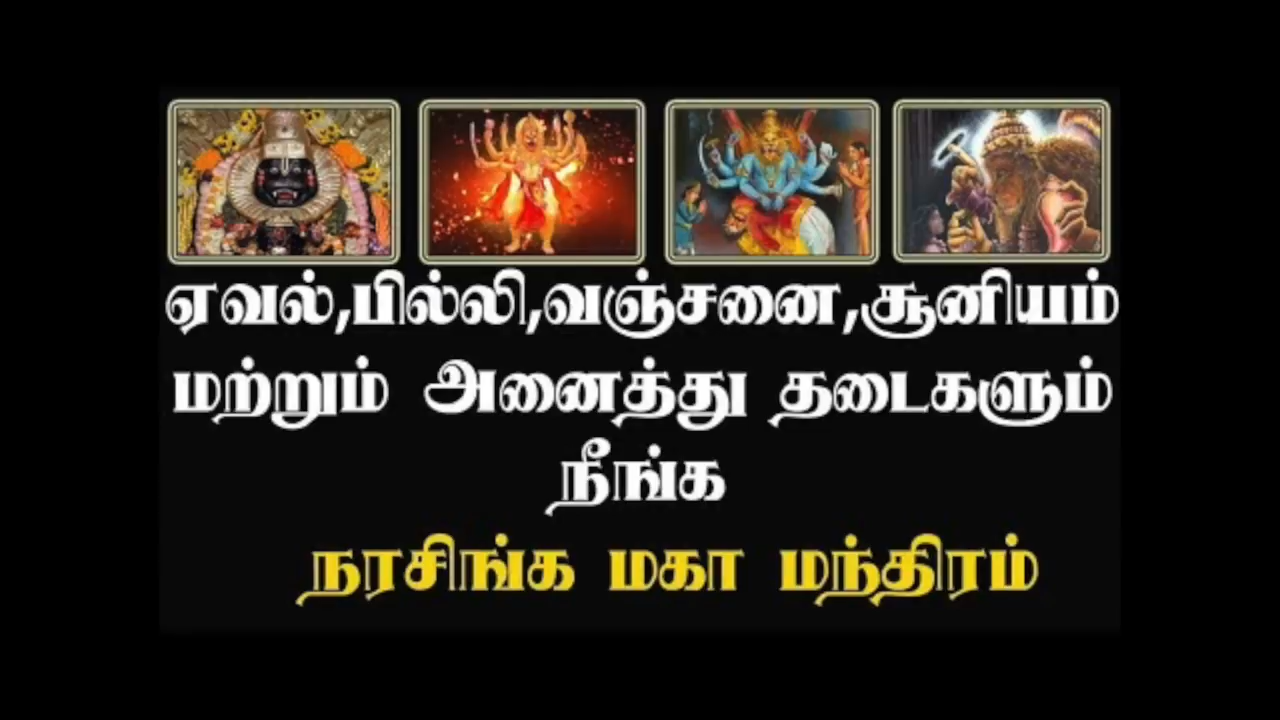 ஏவல்,பில்லி,வஞ்சனை,சூனியம்
மற்றும் அனைத்து தடைகளும்
நீங்க
நரசிங்க மகா மந்திரம்